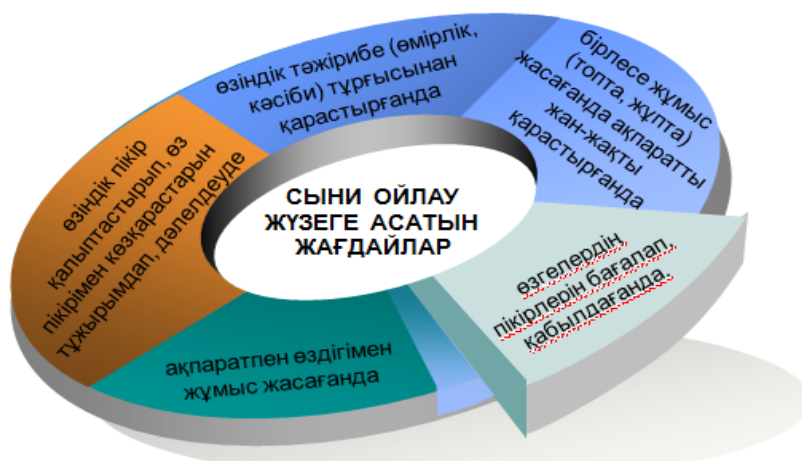 өзіндік тәжірибе (өмірлік,
кәсіби) тұрғысынан
қарастырғанда
бірлесе жұмыс
(топта, жұпта)
жасағанда ақпаратты
жан-жақты
қарастырғанда
өзіндік пікір
қалыптастырып, өз
пікірімен көзқарастарын
тұжырымдап, дәлелдеуде
СЫНИ ОЙЛАУ
ЖҮЗЕГЕ АСАТЫН
ЖАҒДАЙЛАР
өзгелердің
пікірлерін бағалап,
қабылдағанда.
ақпаратпен өздігімен
жұмыс жасағанда